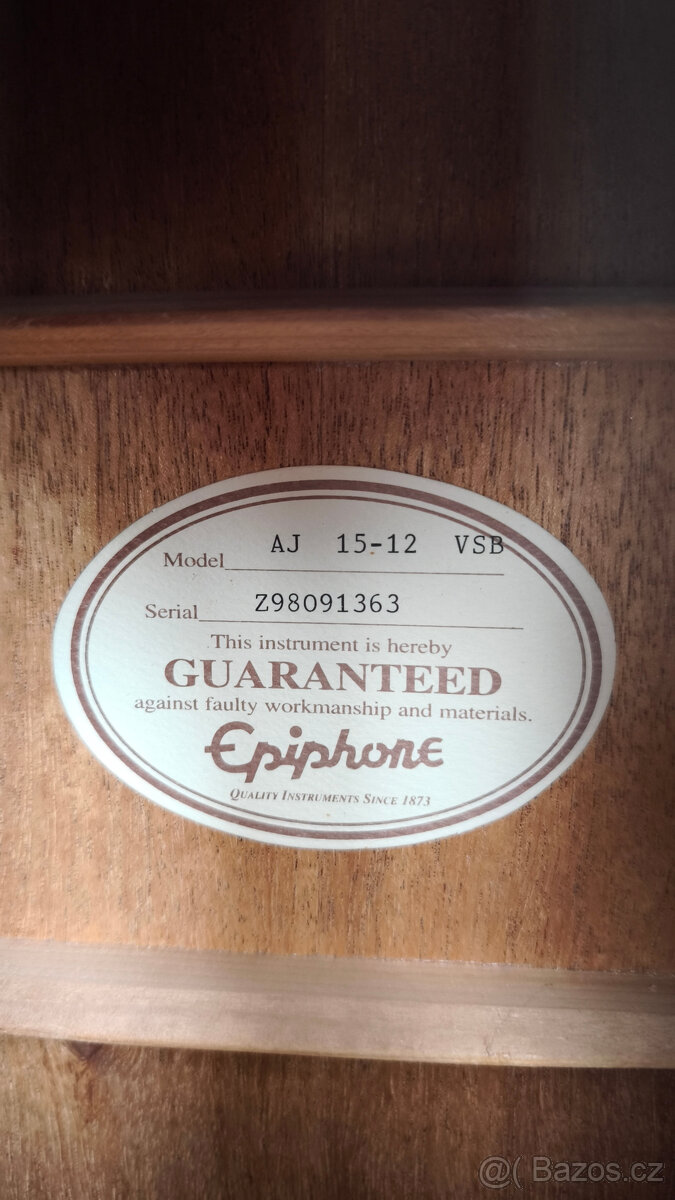 Model AJ 15-12 VSB
Serial Z98091363
This instrument is hereby
GUARANTEED
against faulty workmanship and materials.
Epiphone
QUALITY INSTRUMENTS SINCE 1873
@( Bazos.cz